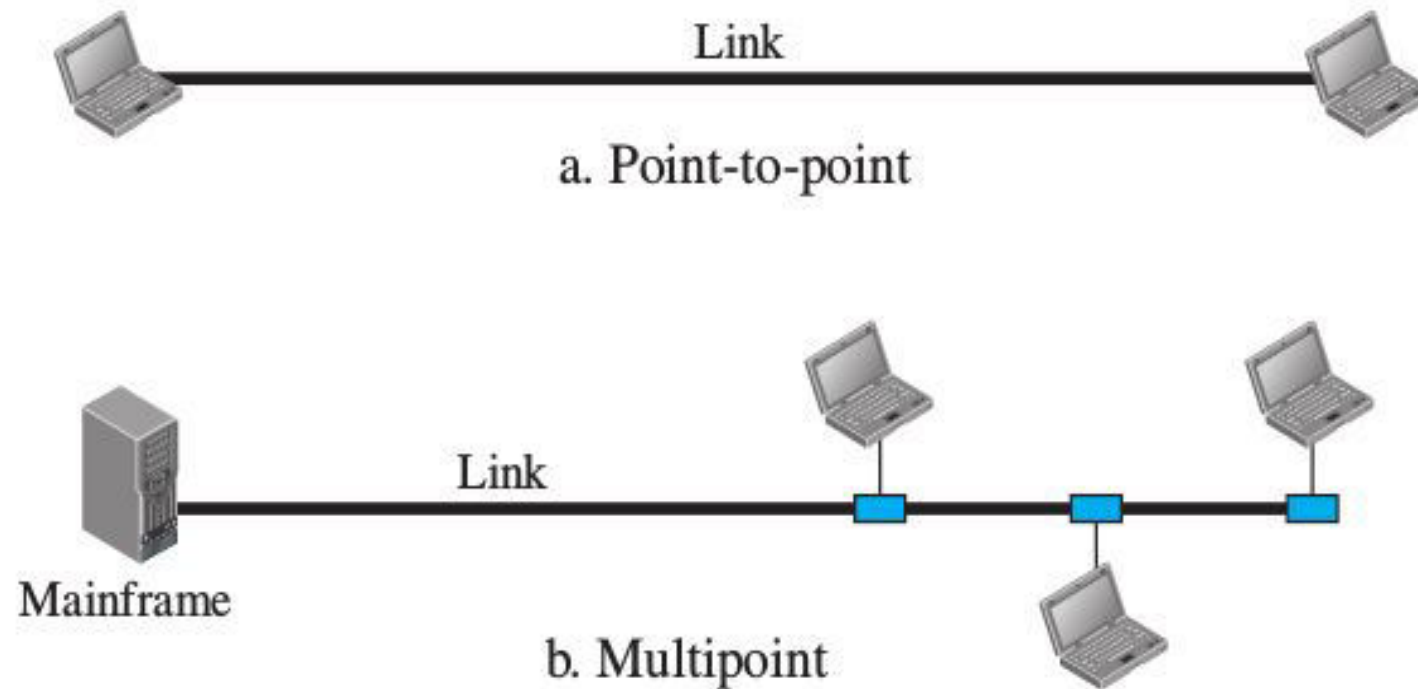 Link
a. Point-to-point
Link
Mainframe
b. Multipoint